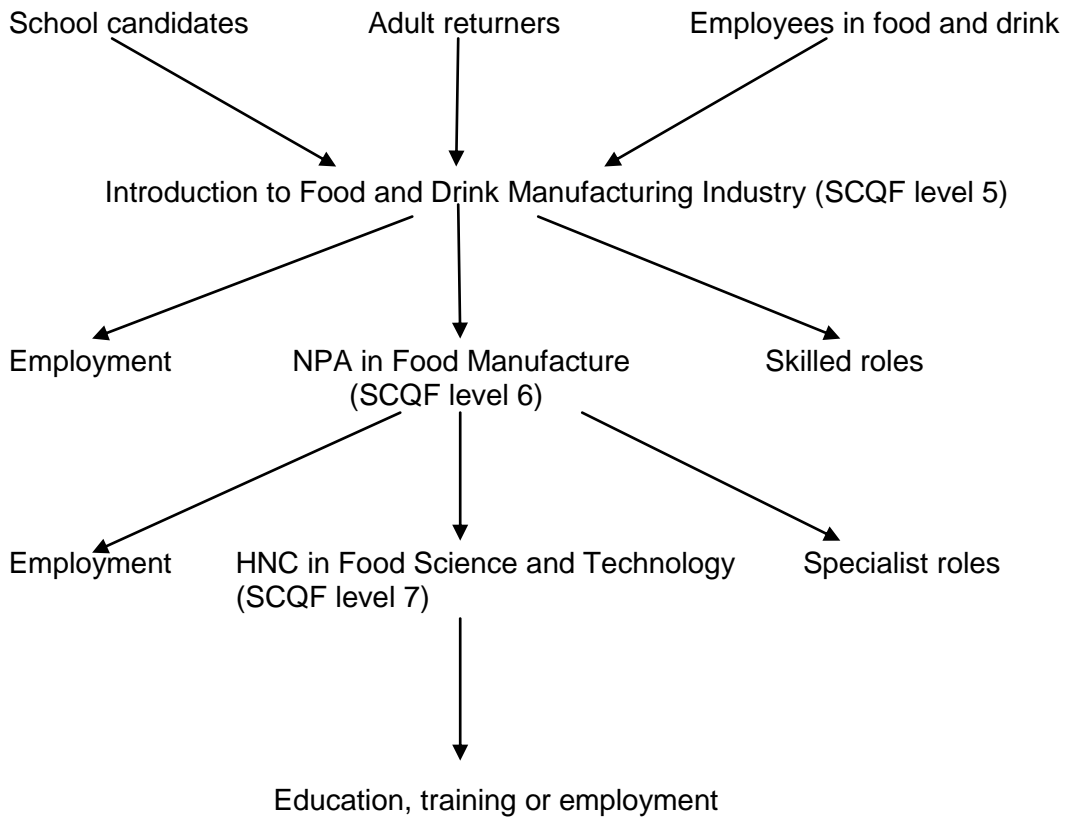 School candidates Adult returners Employees in food and drink
Introduction to Food and Drink Manufacturing Industry (SCQF level 5)
Employment NPA in Food Manufacture Skilled roles
(SCQF level 6)
Employment HNC in Food Science and Technology Specialist roles
(SCQF level 7)
Education, training or employment